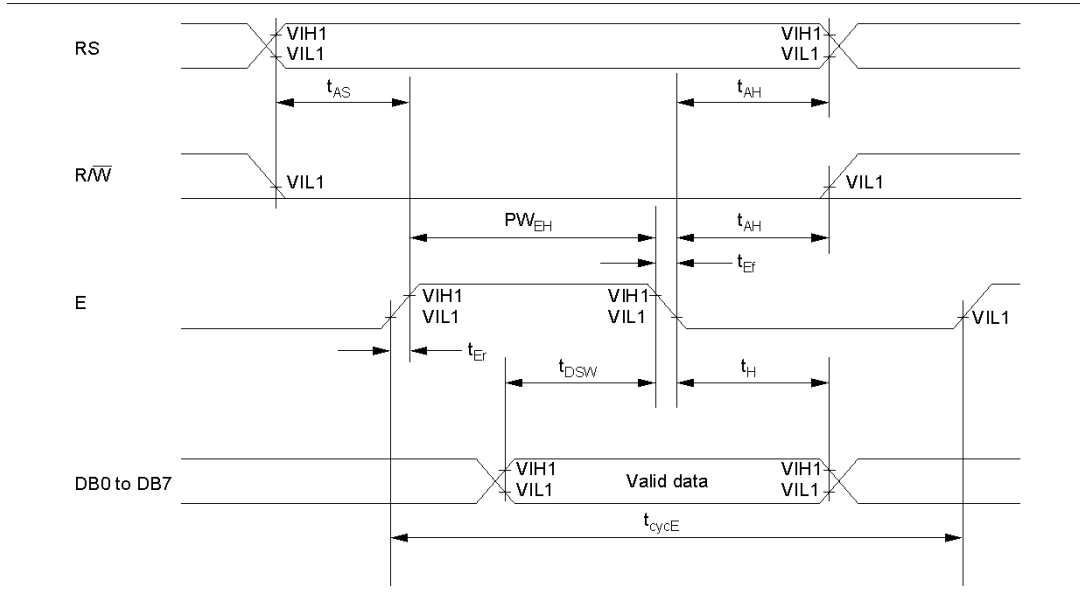 RS
VIH1
VIL1
VIH1
VIL1
tAS
tAH
R/W̅
VIL1
VIL1
PWEH
tAH
tEf
E
VIH1
VIL1
VIH1
VIL1
VIL1
tEr
tDSW
tH
DB0 to DB7
VIH1
VIL1
Valid data
VIH1
VIL1
tcycE